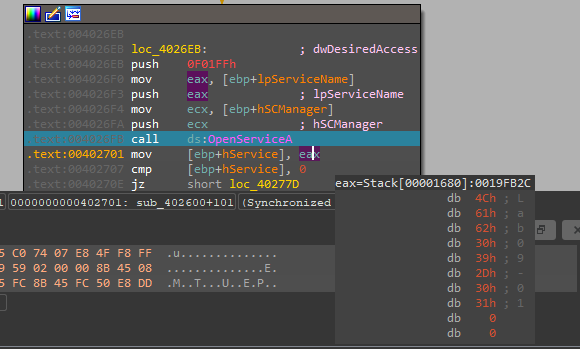 .text:004026EB
.text:004026EB loc_4026EB: ; dwDesiredAccess
.text:004026EB push 0F01FFh
.text:004026F0 mov eax, [ebp+lpServiceName]
.text:004026F3 push eax ; lpServiceName
.text:004026F4 mov ecx, [ebp+hSCManager]
.text:004026FA push ecx ; hSCManager
call ds:OpenServiceA
.text:00402701 mov [ebp+hService], eax
.text:00402707 cmp [ebp+hService], 0
.text:0040270E jz short loc_40277D
eax=Stack[00001680]:0019FB2C
db 4Ch ; L
db 61h ; a
db 62h ; b
db 30h ; 0
db 39h ; 9
db 2Dh ; -
db 30h ; 0
db 31h ; 1
db 0
db 0
1 0000000000402701: sub_402600+101 (Synchronized
5 C0 74 07 E8 4F F8 FF .u..............
9 59 02 00 00 8B 45 08 ..............E.
5 FC 8B 45 FC 50 E8 DD .M..T...U..E.P..